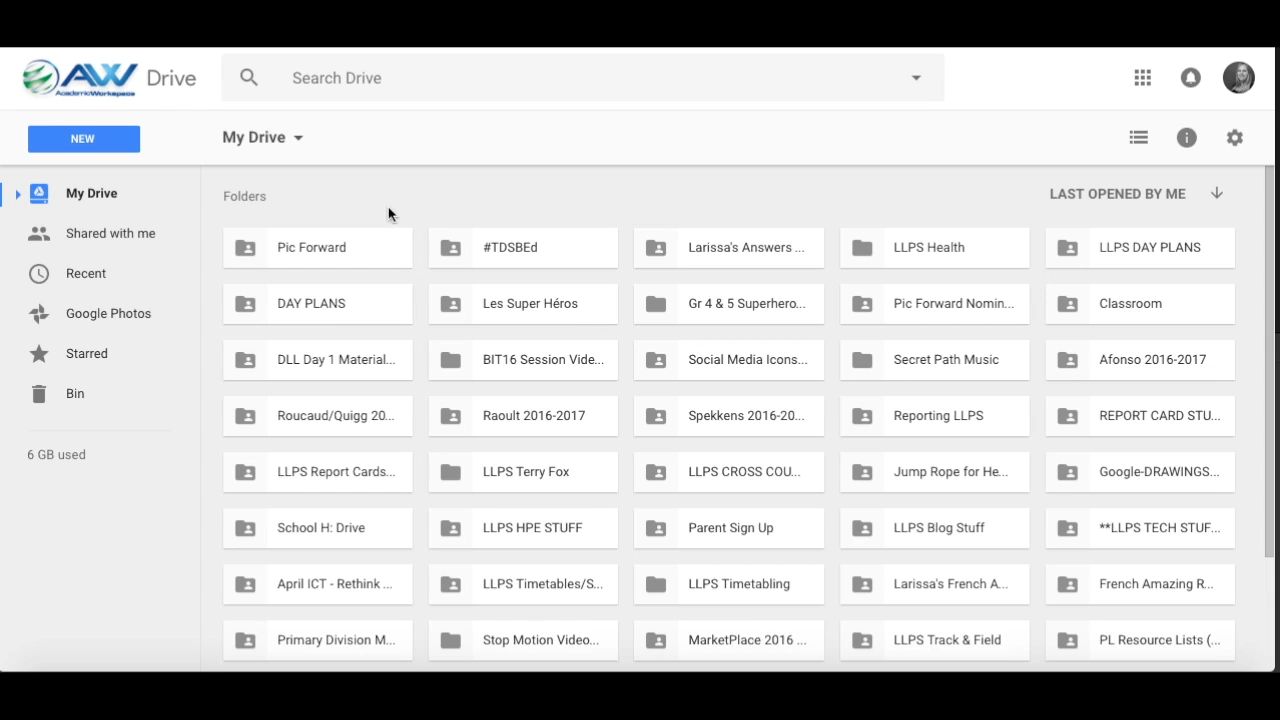 AW Drive
AcademicWorkspace
Search Drive
NEW
My Drive
My Drive
Shared with me
Recent
Google Photos
Starred
Bin
6 GB used
Folders
LAST OPENED BY ME
Pic Forward
#TDSBEd
Larissa's Answers ...
LLPS Health
LLPS DAY PLANS
DAY PLANS
Les Super Héros
Gr 4 & 5 Superhero...
Pic Forward Nomin...
Classroom
DLL Day 1 Material...
BIT16 Session Vide...
Social Media Icons...
Secret Path Music
Afonso 2016-2017
Roucaud/Quigg 20...
Raoult 2016-2017
Spekkens 2016-20...
Reporting LLPS
REPORT CARD STU...
LLPS Report Cards...
LLPS Terry Fox
LLPS CROSS COU...
Jump Rope for He...
Google-DRAWINGS...
School H: Drive
LLPS HPE STUFF
Parent Sign Up
LLPS Blog Stuff
**LLPS TECH STUF...
April ICT - Rethink ...
LLPS Timetables/S...
LLPS Timetabling
Larissa's French A...
French Amazing R...
Primary Division M...
Stop Motion Video...
MarketPlace 2016 ...
LLPS Track & Field
PL Resource Lists (...